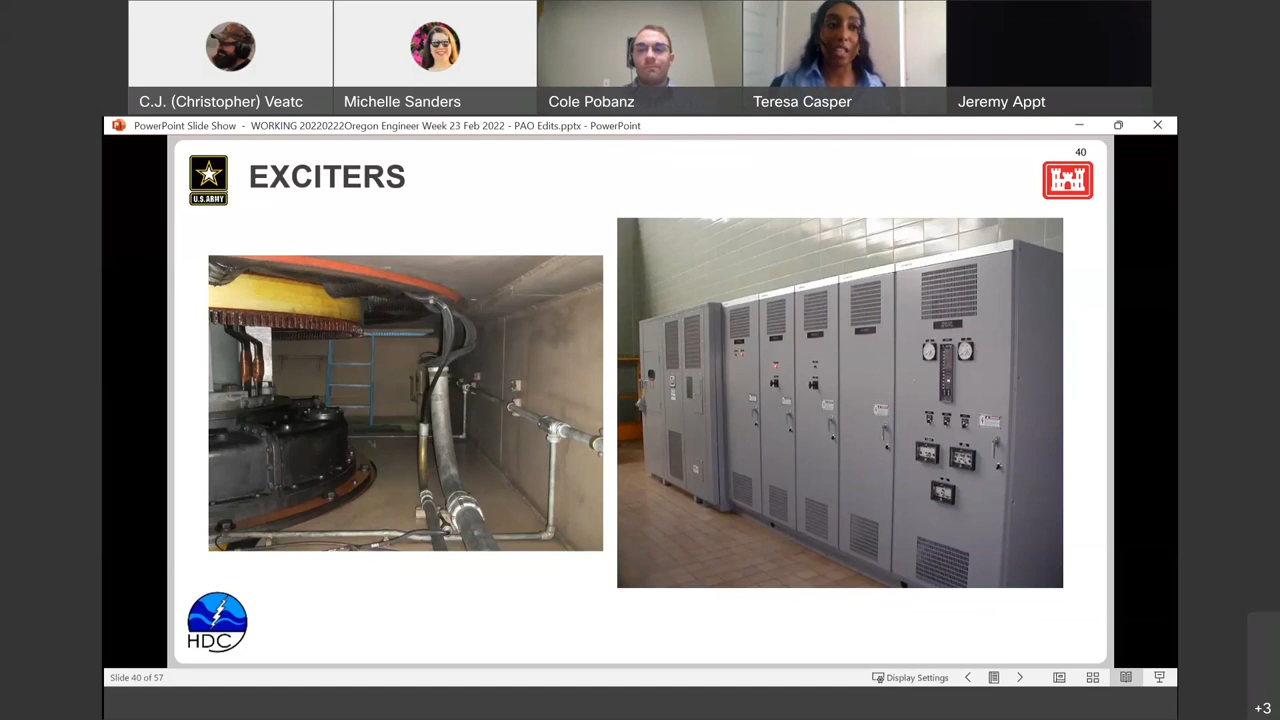 C.J. (Christopher) Veatc
Michelle Sanders
Cole Pobanz
Teresa Casper
Jeremy Appt
PowerPoint Slide Show - WORKING 20220222Oregon Engineer Week 23 Feb 2022 - PAO Edits.pptx - PowerPoint
40
U.S.ARMY
EXCITERS
HDC
Slide 40 of 57
Display Settings
+3